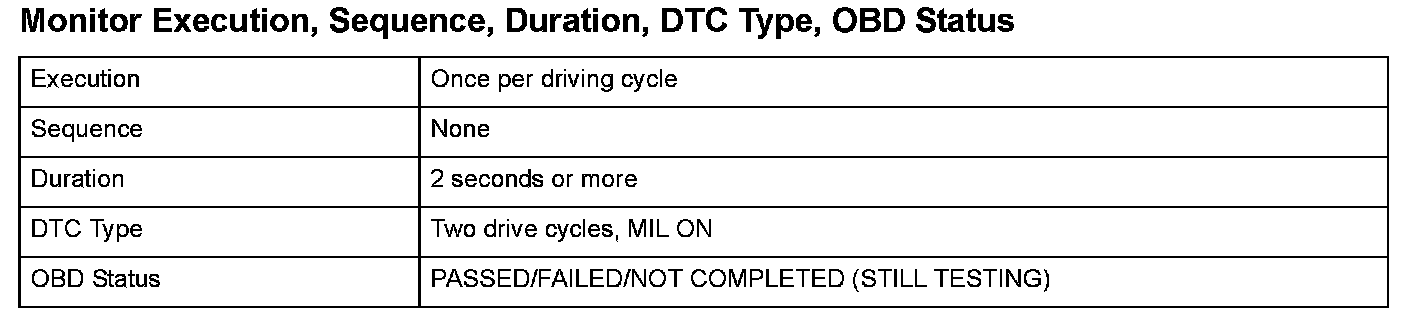 Monitor Execution, Sequence, Duration, DTC Type, OBD Status
Execution Once per driving cycle
Sequence None
Duration 2 seconds or more
DTC Type Two drive cycles, MIL ON
OBD Status PASSED/FAILED/NOT COMPLETED (STILL TESTING)